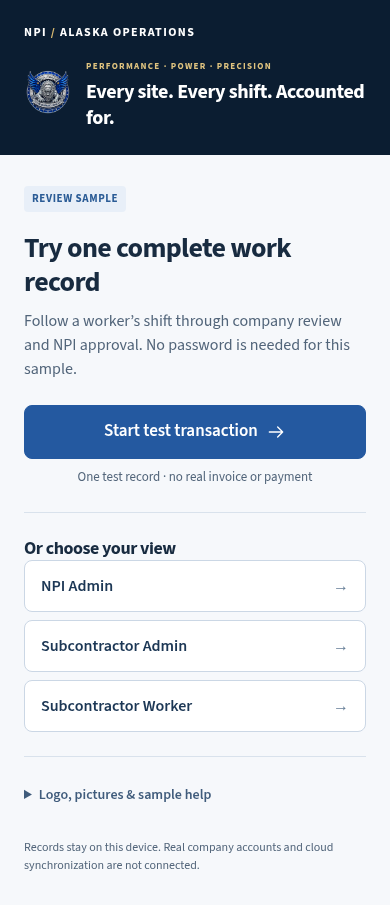 NPI / ALASKA OPERATIONS
PERFORMANCE · POWER · PRECISION
Every site. Every shift. Accounted
for.
REVIEW SAMPLE
Try one complete work
record
Follow a worker’s shift through company review
and NPI approval. No password is needed for this
sample.
Start test transaction →
One test record · no real invoice or payment
Or choose your view
NPI Admin →
Subcontractor Admin →
Subcontractor Worker →
Logo, pictures & sample help
Records stay on this device. Real company accounts and cloud
synchronization are not connected.